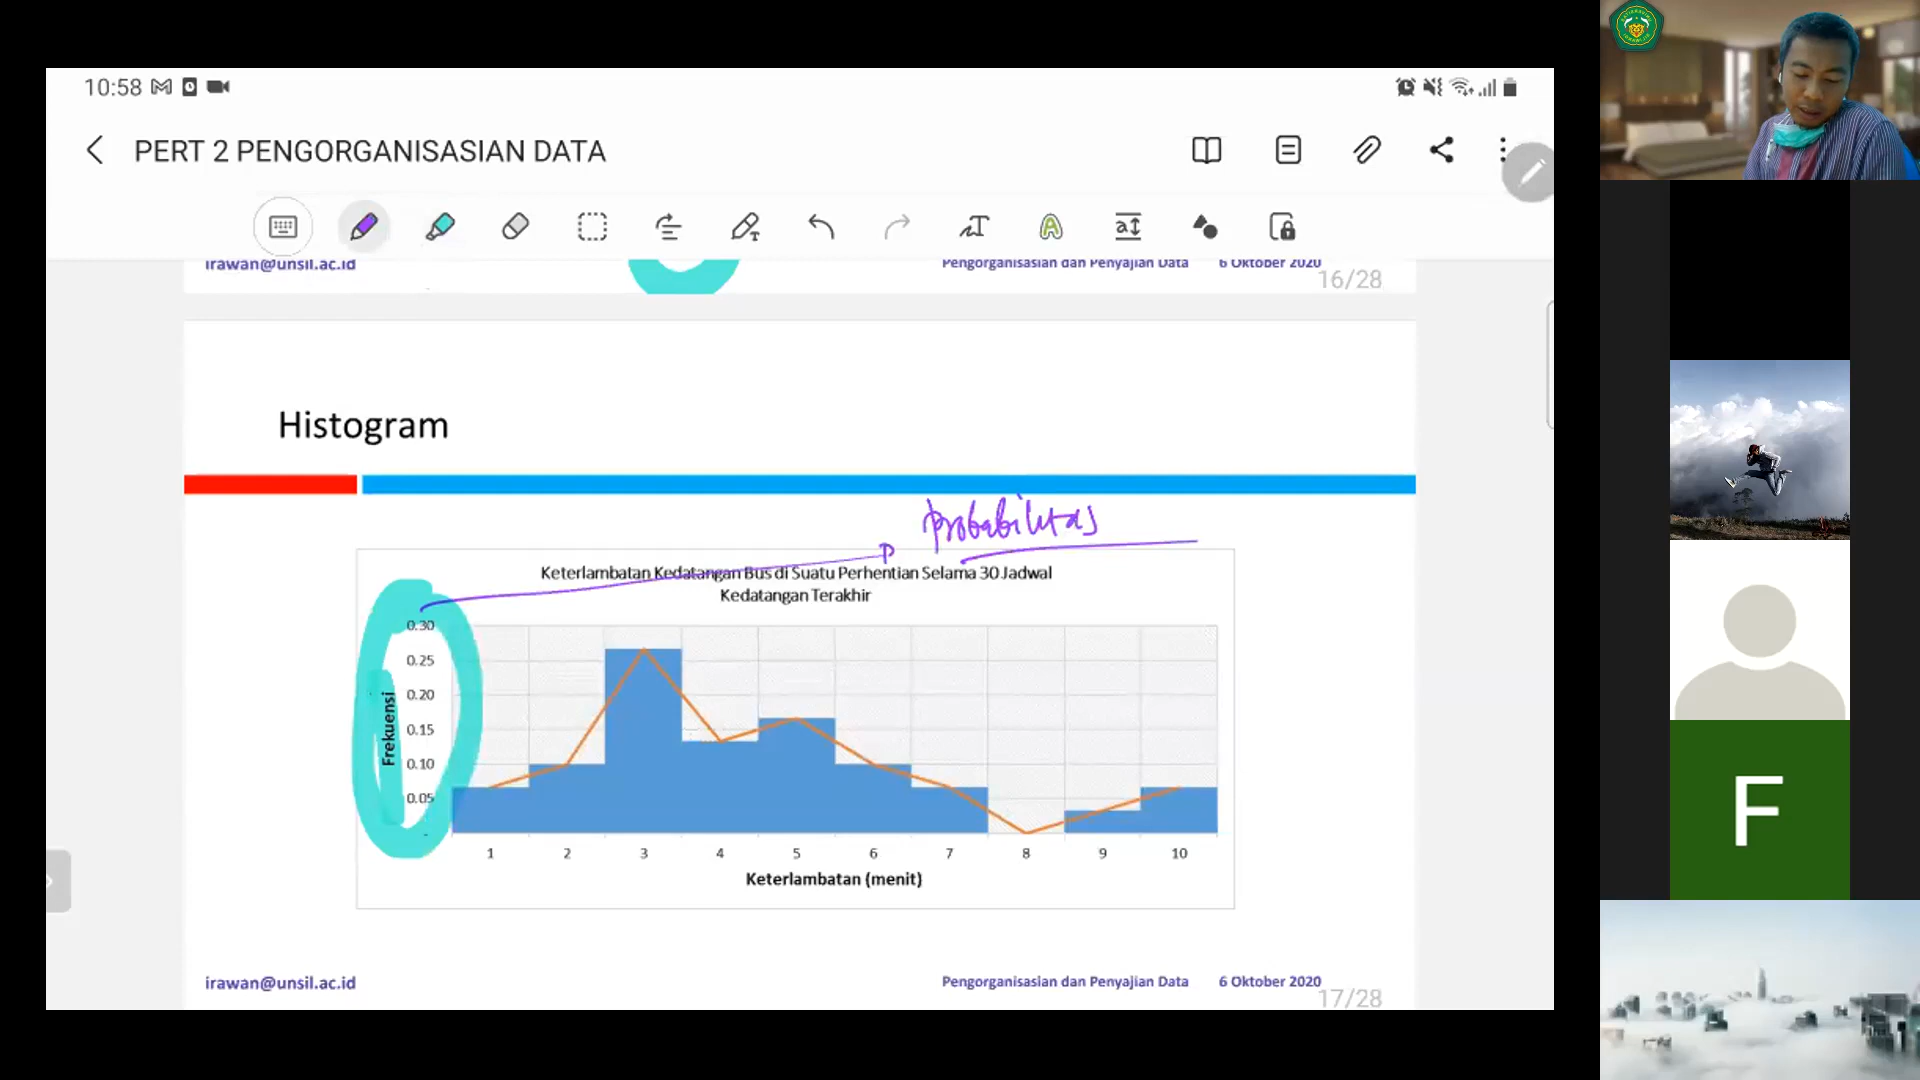 10:58
PERT 2 PENGORGANISASIAN DATA
irawan@unsil.ac.id
Pengorganisasian dan Penyajian Data
6 Oktober 2020
16/28
Histogram
probabilitas
Keterlambatan Kedatangan Bus di Suatu Perhentian Selama 30 Jadwal
Kedatangan Terakhir
0.30
0.25
0.20
0.15
0.10
0.05
-
Frekuensi
1 2 3 4 5 6 7 8 9 10
Keterlambatan (menit)
irawan@unsil.ac.id
Pengorganisasian dan Penyajian Data
6 Oktober 2020
17/28
F